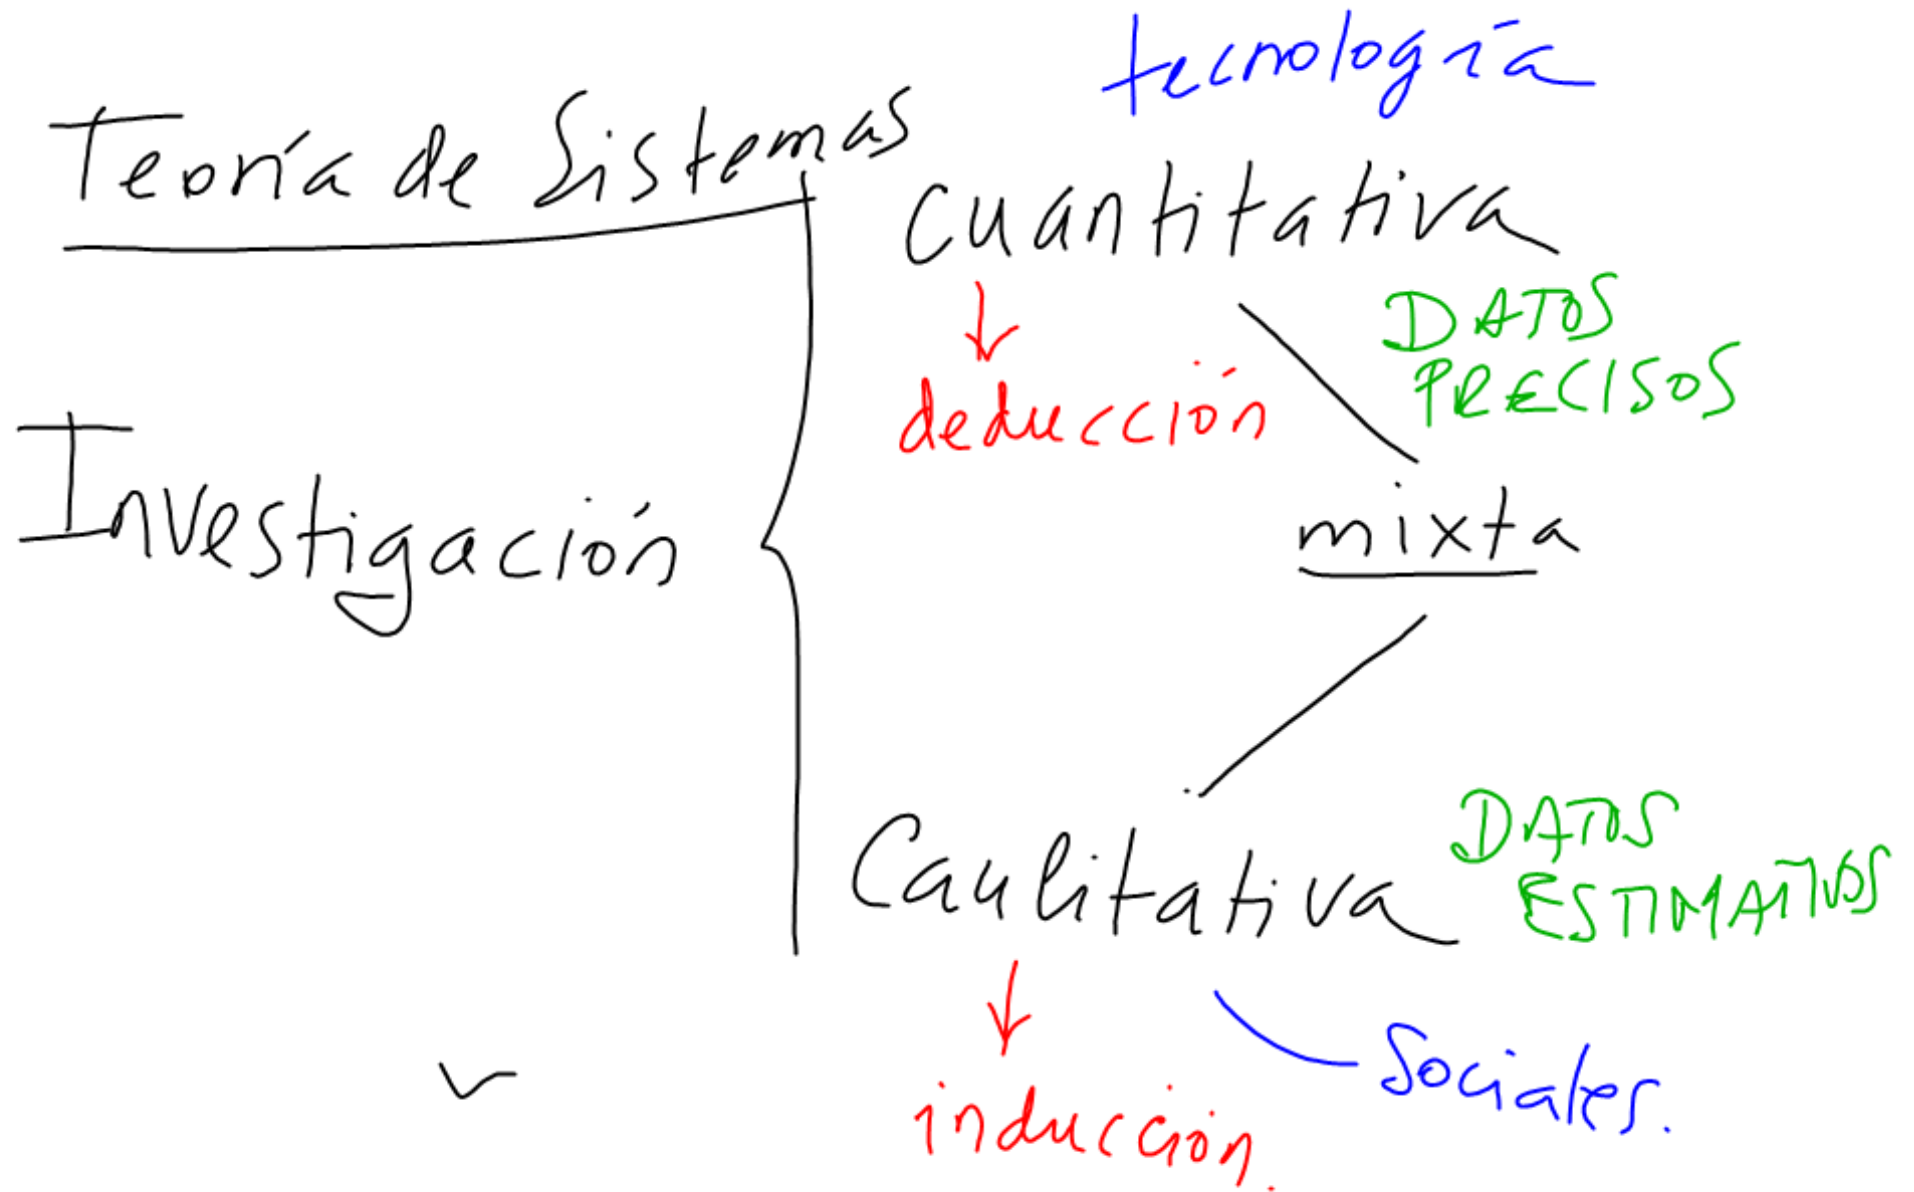 tecnología
Teoría de Sistemas
Cuantitativa
DATOS
PRECISOS
deducción
Investigación
mixta
Caulitativa
DATOS
ESTIMATIVOS
Sociales.
inducción.